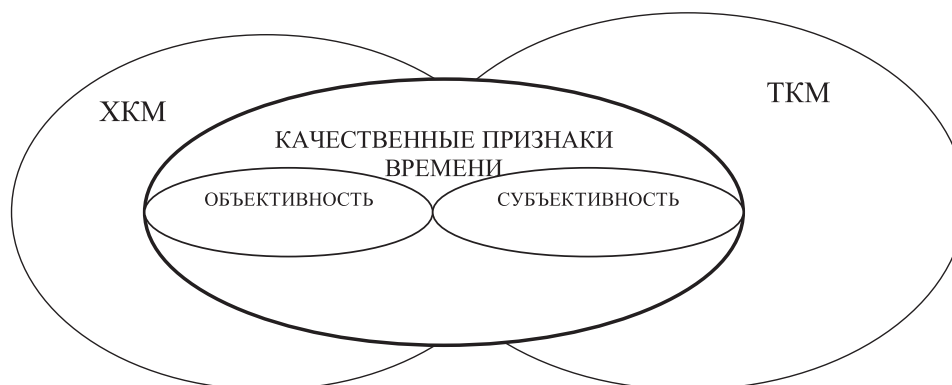 ХКМ
ТКМ
КАЧЕСТВЕННЫЕ ПРИЗНАКИ
ВРЕМЕНИ
ОБЪЕКТИВНОСТЬ
СУБЪЕКТИВНОСТЬ